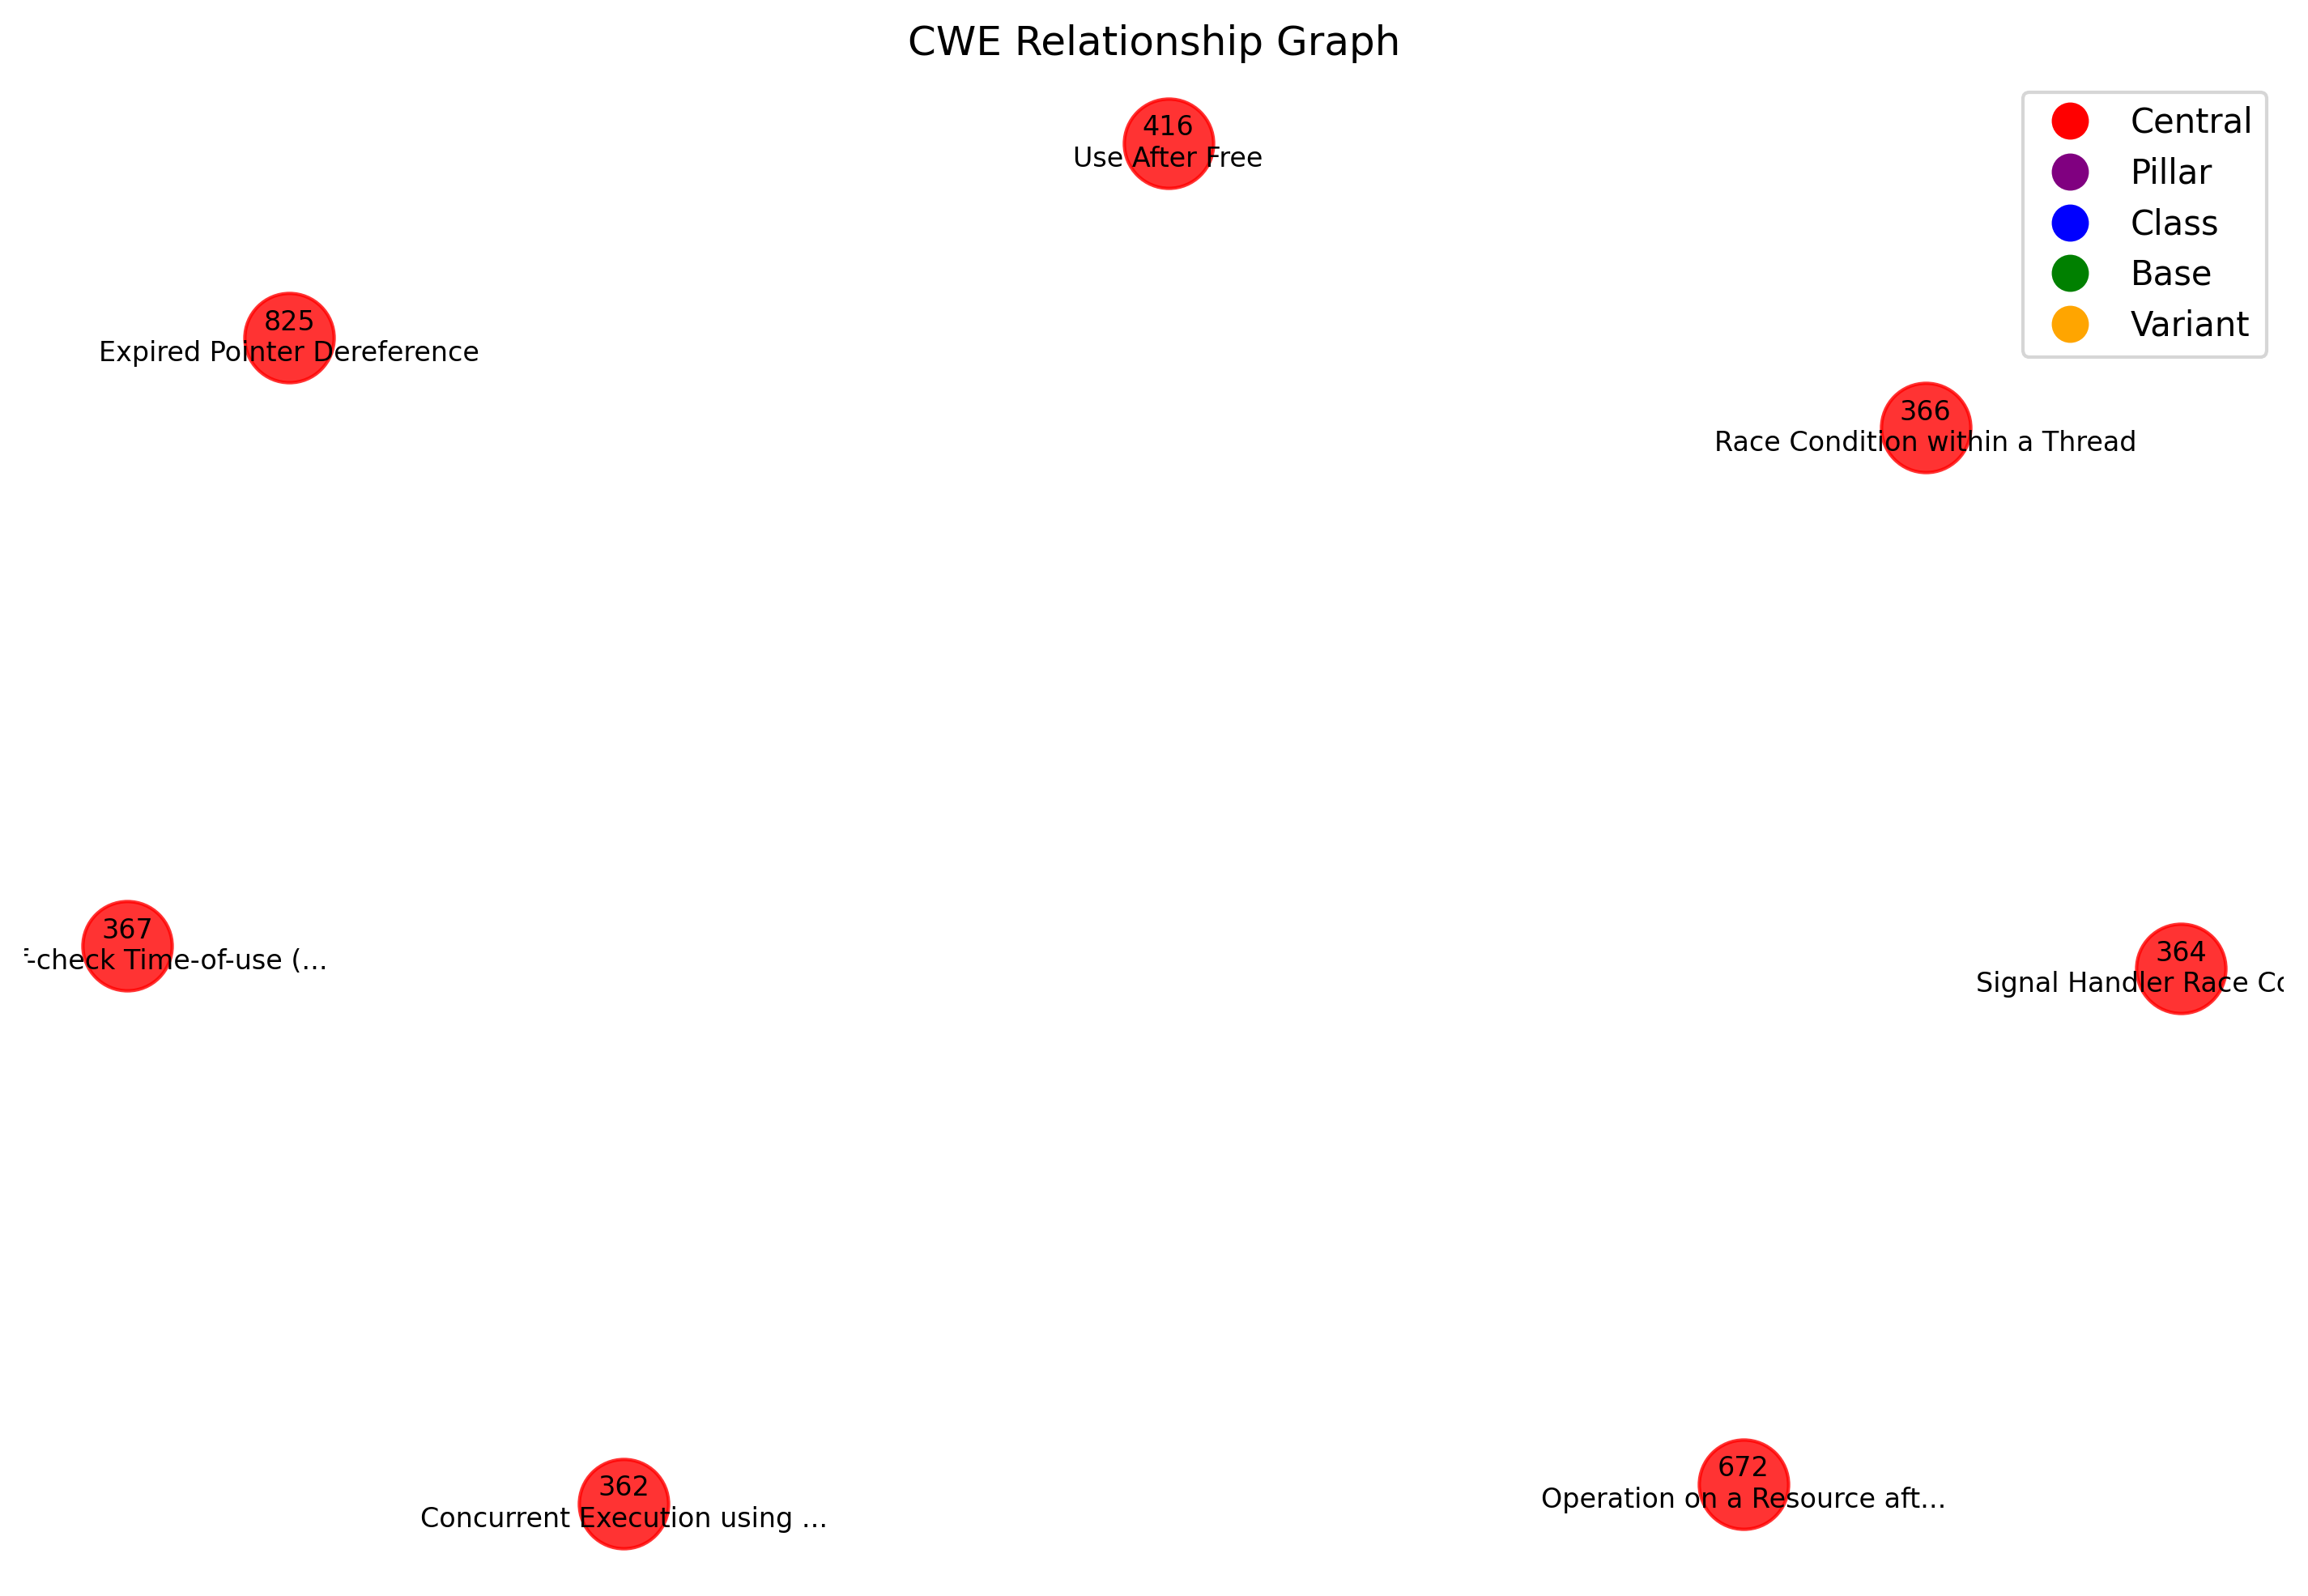 CWE Relationship Graph
416
Use After Free
Central
Pillar
Class
Base
Variant
825
Expired Pointer Dereference
366
Race Condition within a Thread
367
-check Time-of-use (...
364
Signal Handler Race Co
362
Concurrent Execution using ...
672
Operation on a Resource aft...